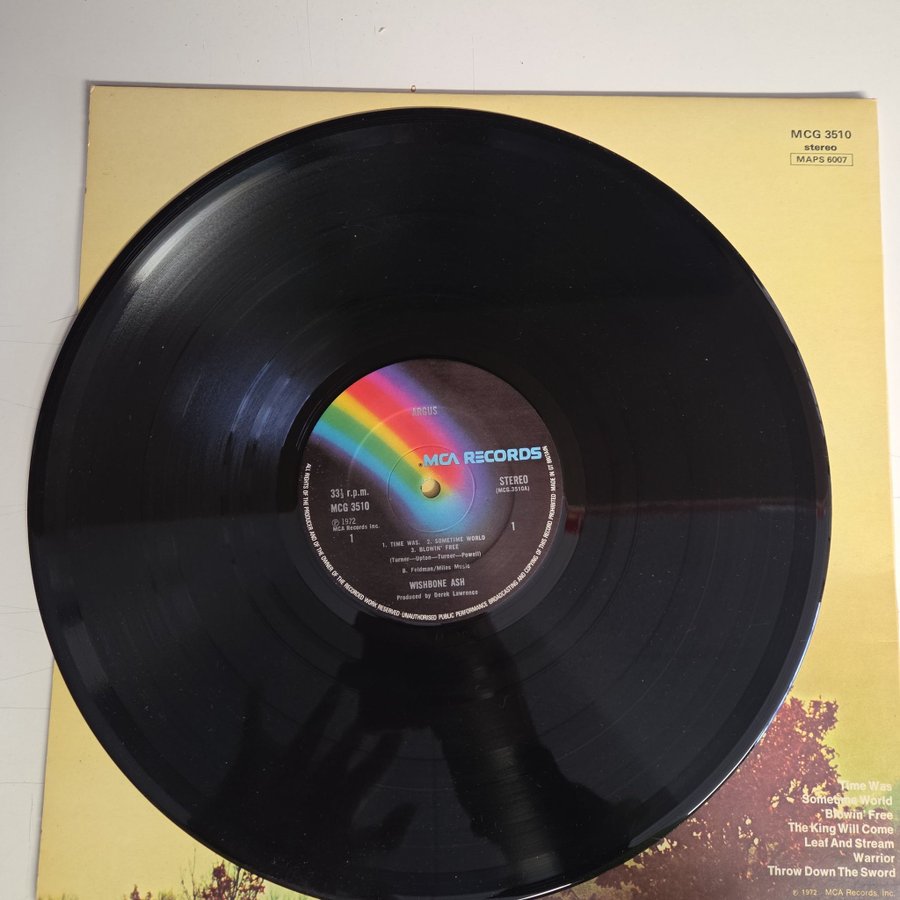 MCG 3510
stereo
MAPS 6007
ARGUS
MCA RECORDS
33⅓ r.p.m.
MCG 3510
℗ 1972
MCA Records Inc.
1
STEREO
(MCG.3510A)
1
1. TIME WAS. 2. SOMETIME WORLD
3. BLOWIN' FREE
(Turner—Upton—Turner—Powell)
B. Feldman/Miles Music
WISHBONE ASH
Produced by Derek Lawrence
ALL RIGHTS OF THE PRODUCER AND OF THE OWNER OF THE RECORDED WORK RESERVED UNAUTHORISED PUBLIC PERFORMANCE BROADCASTING AND COPYING OF THIS RECORD PROHIBITED MADE IN GT BRITAIN
Time Was
Sometime World
Blowin' Free
The King Will Come
Leaf And Stream
Warrior
Throw Down The Sword
℗ 1972 MCA Records, Inc.